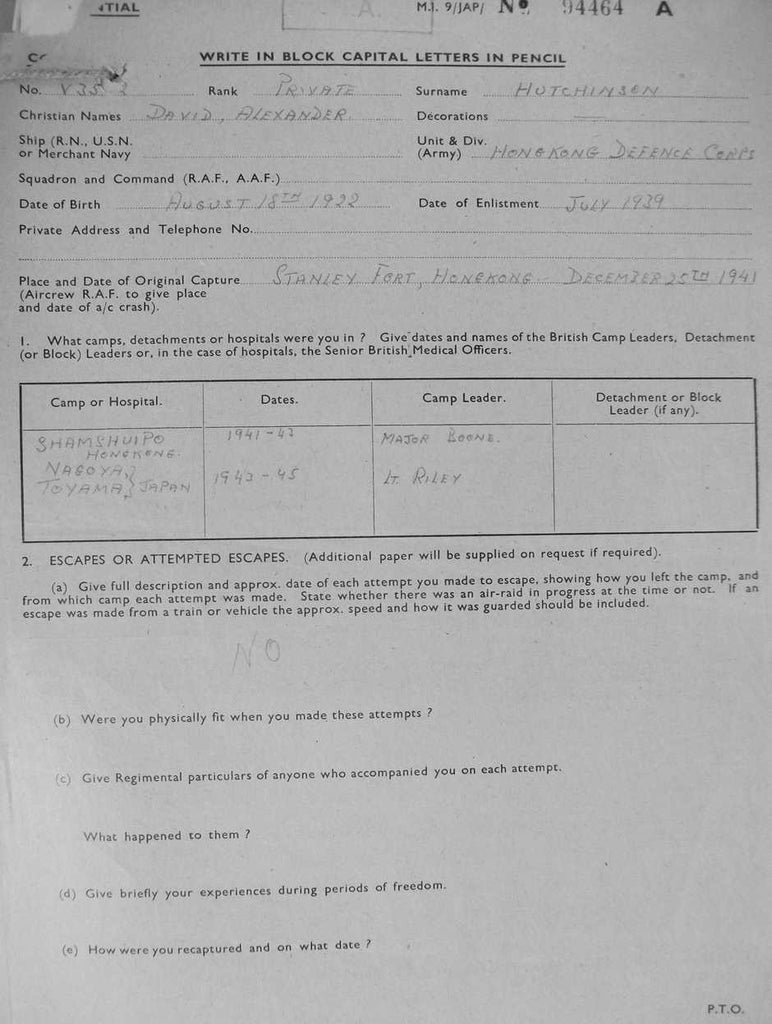 TIAL
M.I. 9/JAP/ No. 94464 A
WRITE IN BLOCK CAPITAL LETTERS IN PENCIL
No. Rank PRIVATE Surname HUTCHINSON
Christian Names DAVID, ALEXANDER. Decorations
Ship (R.N., U.S.N. Unit & Div.
or Merchant Navy (Army) HONGKONG DEFENCE CORPS
Squadron and Command (R.A.F., A.A.F.)
Date of Birth AUGUST 18TH 1922 Date of Enlistment JULY 1939
Private Address and Telephone No.
Place and Date of Original Capture STANLEY FORT, HONGKONG - DECEMBER 25TH 1941
(Aircrew R.A.F. to give place
and date of a/c crash).
1. What camps, detachments or hospitals were you in ? Give dates and names of the British Camp Leaders, Detachment
(or Block) Leaders or, in the case of hospitals, the Senior British Medical Officers.
Camp or Hospital. Dates. Camp Leader. Detachment or Block
Leader (if any).
SHAMSHUIPO 1941-43 MAJOR BOONE.
HONGKONG.
NAGOYA, 1943-45 LT. RILEY
TOYAMA, JAPAN
2. ESCAPES OR ATTEMPTED ESCAPES. (Additional paper will be supplied on request if required).
(a) Give full description and approx. date of each attempt you made to escape, showing how you left the camp, and
from which camp each attempt was made. State whether there was an air-raid in progress at the time or not. If an
escape was made from a train or vehicle the approx. speed and how it was guarded should be included.
NO
(b) Were you physically fit when you made these attempts ?
(c) Give Regimental particulars of anyone who accompanied you on each attempt.
What happened to them ?
(d) Give briefly your experiences during periods of freedom.
(e) How were you recaptured and on what date ?
P.T.O.